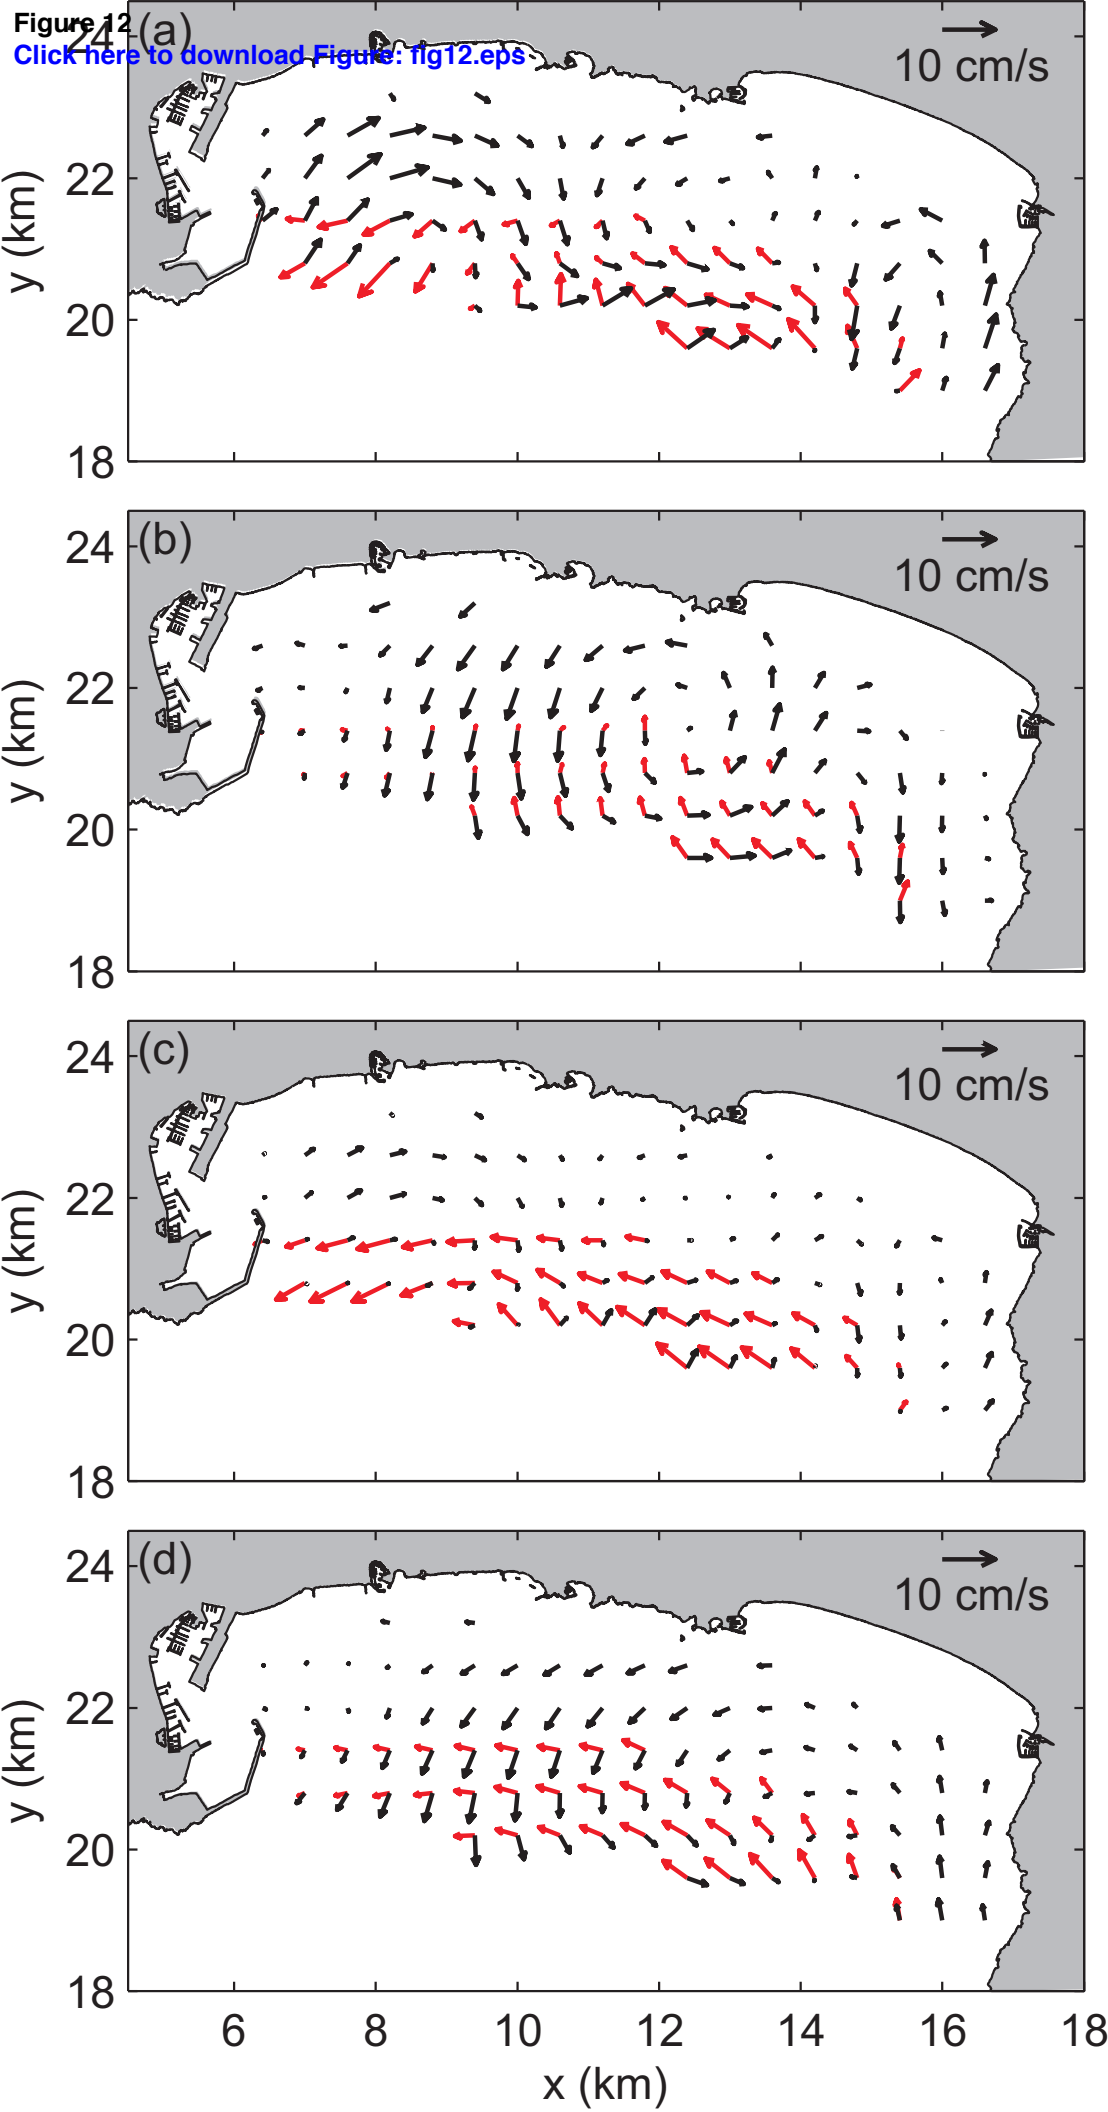 Figure 12
Click here to download Figure: fig12.eps
(a)
10 cm/s
24
22
20
18
y (km)
(b)
10 cm/s
24
22
20
18
y (km)
(c)
10 cm/s
24
22
20
18
y (km)
(d)
10 cm/s
24
22
20
18
y (km)
6 8 10 12 14 16 18
x (km)